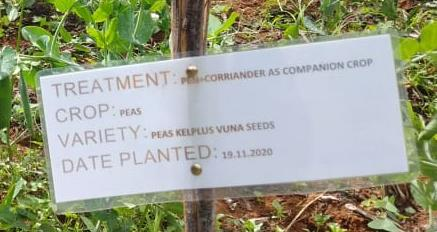 TREATMENT: PEAS+CORRIANDER AS COMPANION CROP
CROP: PEAS
VARIETY: PEAS KELPLUS VUNA SEEDS
DATE PLANTED: 19.11.2020